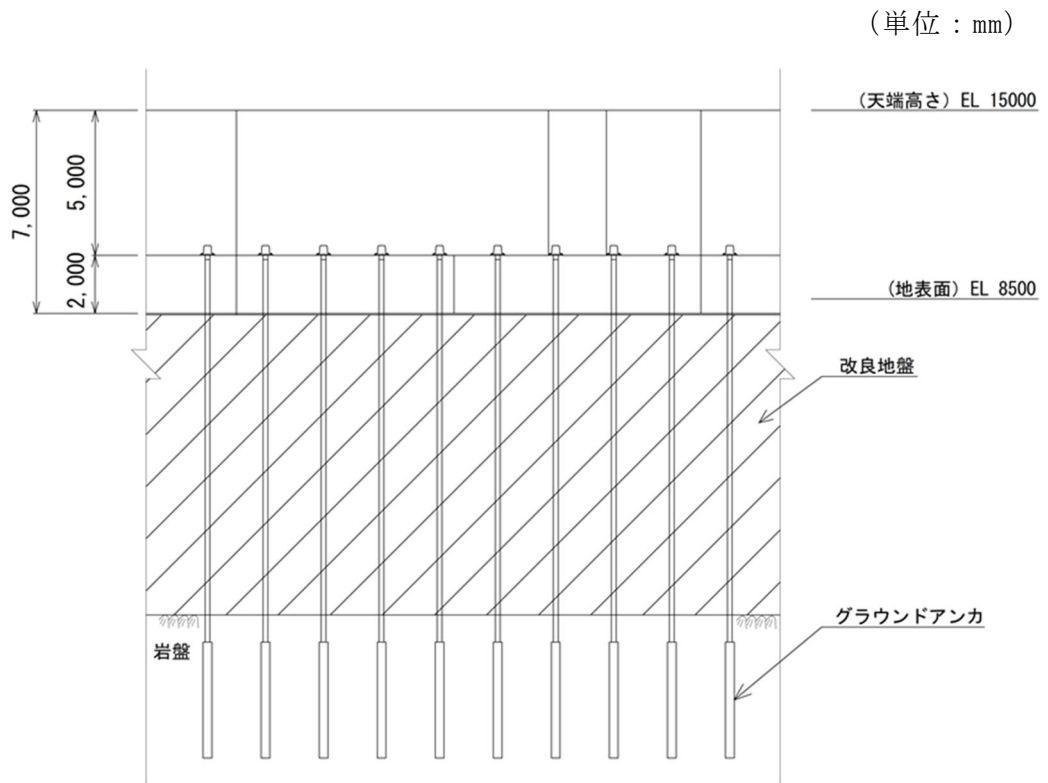 (単位：mm)
(天端高さ) EL 15000
7,000
5,000
2,000
(地表面) EL 8500
改良地盤
グラウンドアンカ
岩盤